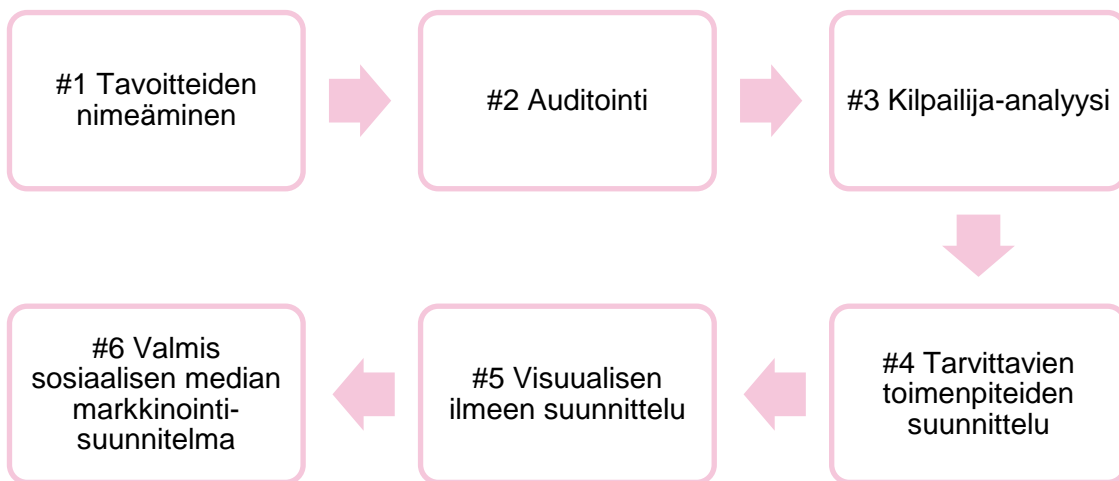 #1 Tavoitteiden
nimeäminen
#2 Auditointi
#3 Kilpailija-analyysi
#4 Tarvittavien
toimenpiteiden
suunnittelu
#5 Visuualisen
ilmeen suunnittelu
#6 Valmis
sosiaalisen median
markkinointi-
suunnitelma